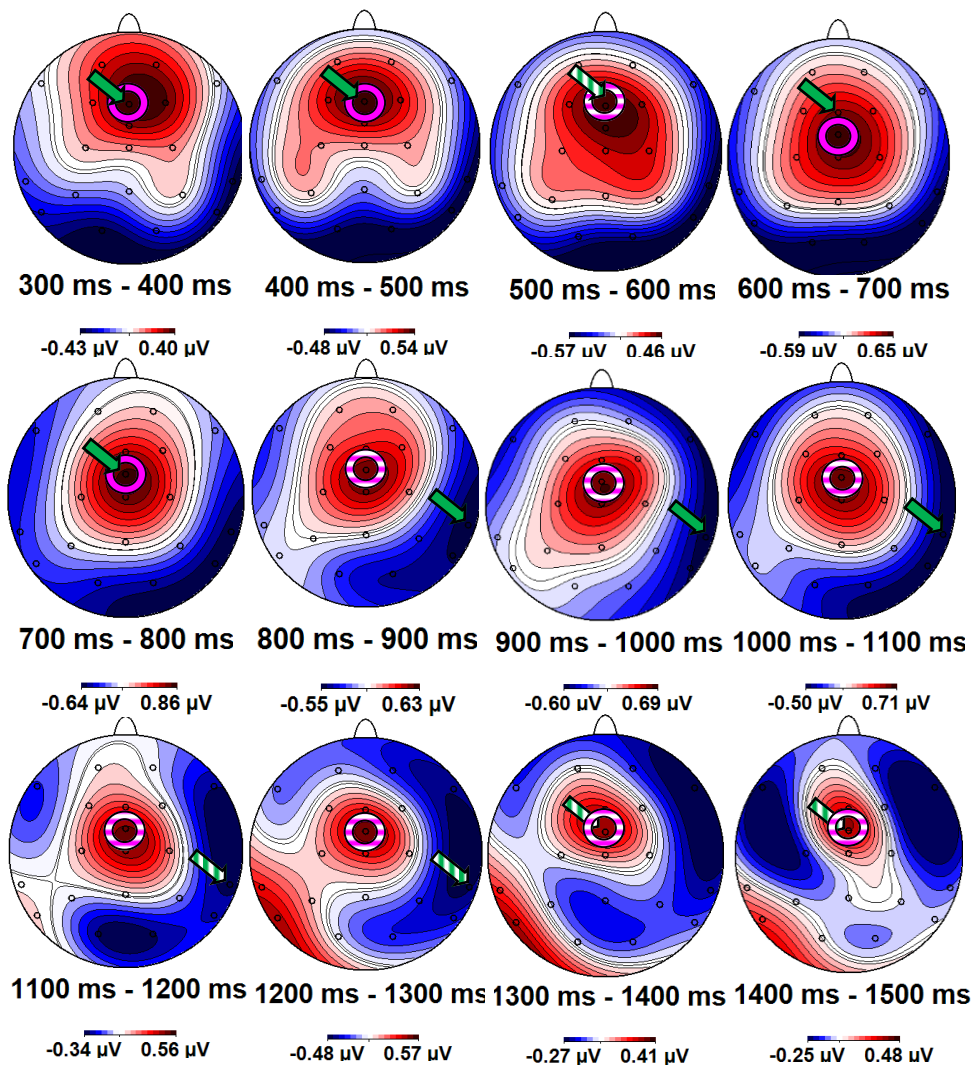 300 ms - 400 ms
400 ms - 500 ms
500 ms - 600 ms
600 ms - 700 ms
-0.43 µV 0.40 µV
-0.48 µV 0.54 µV
-0.57 µV 0.46 µV
-0.59 µV 0.65 µV
700 ms - 800 ms
800 ms - 900 ms
900 ms - 1000 ms
1000 ms - 1100 ms
-0.64 µV 0.86 µV
-0.55 µV 0.63 µV
-0.60 µV 0.69 µV
-0.50 µV 0.71 µV
1100 ms - 1200 ms
1200 ms - 1300 ms
1300 ms - 1400 ms
1400 ms - 1500 ms
-0.34 µV 0.56 µV
-0.48 µV 0.57 µV
-0.27 µV 0.41 µV
-0.25 µV 0.48 µV